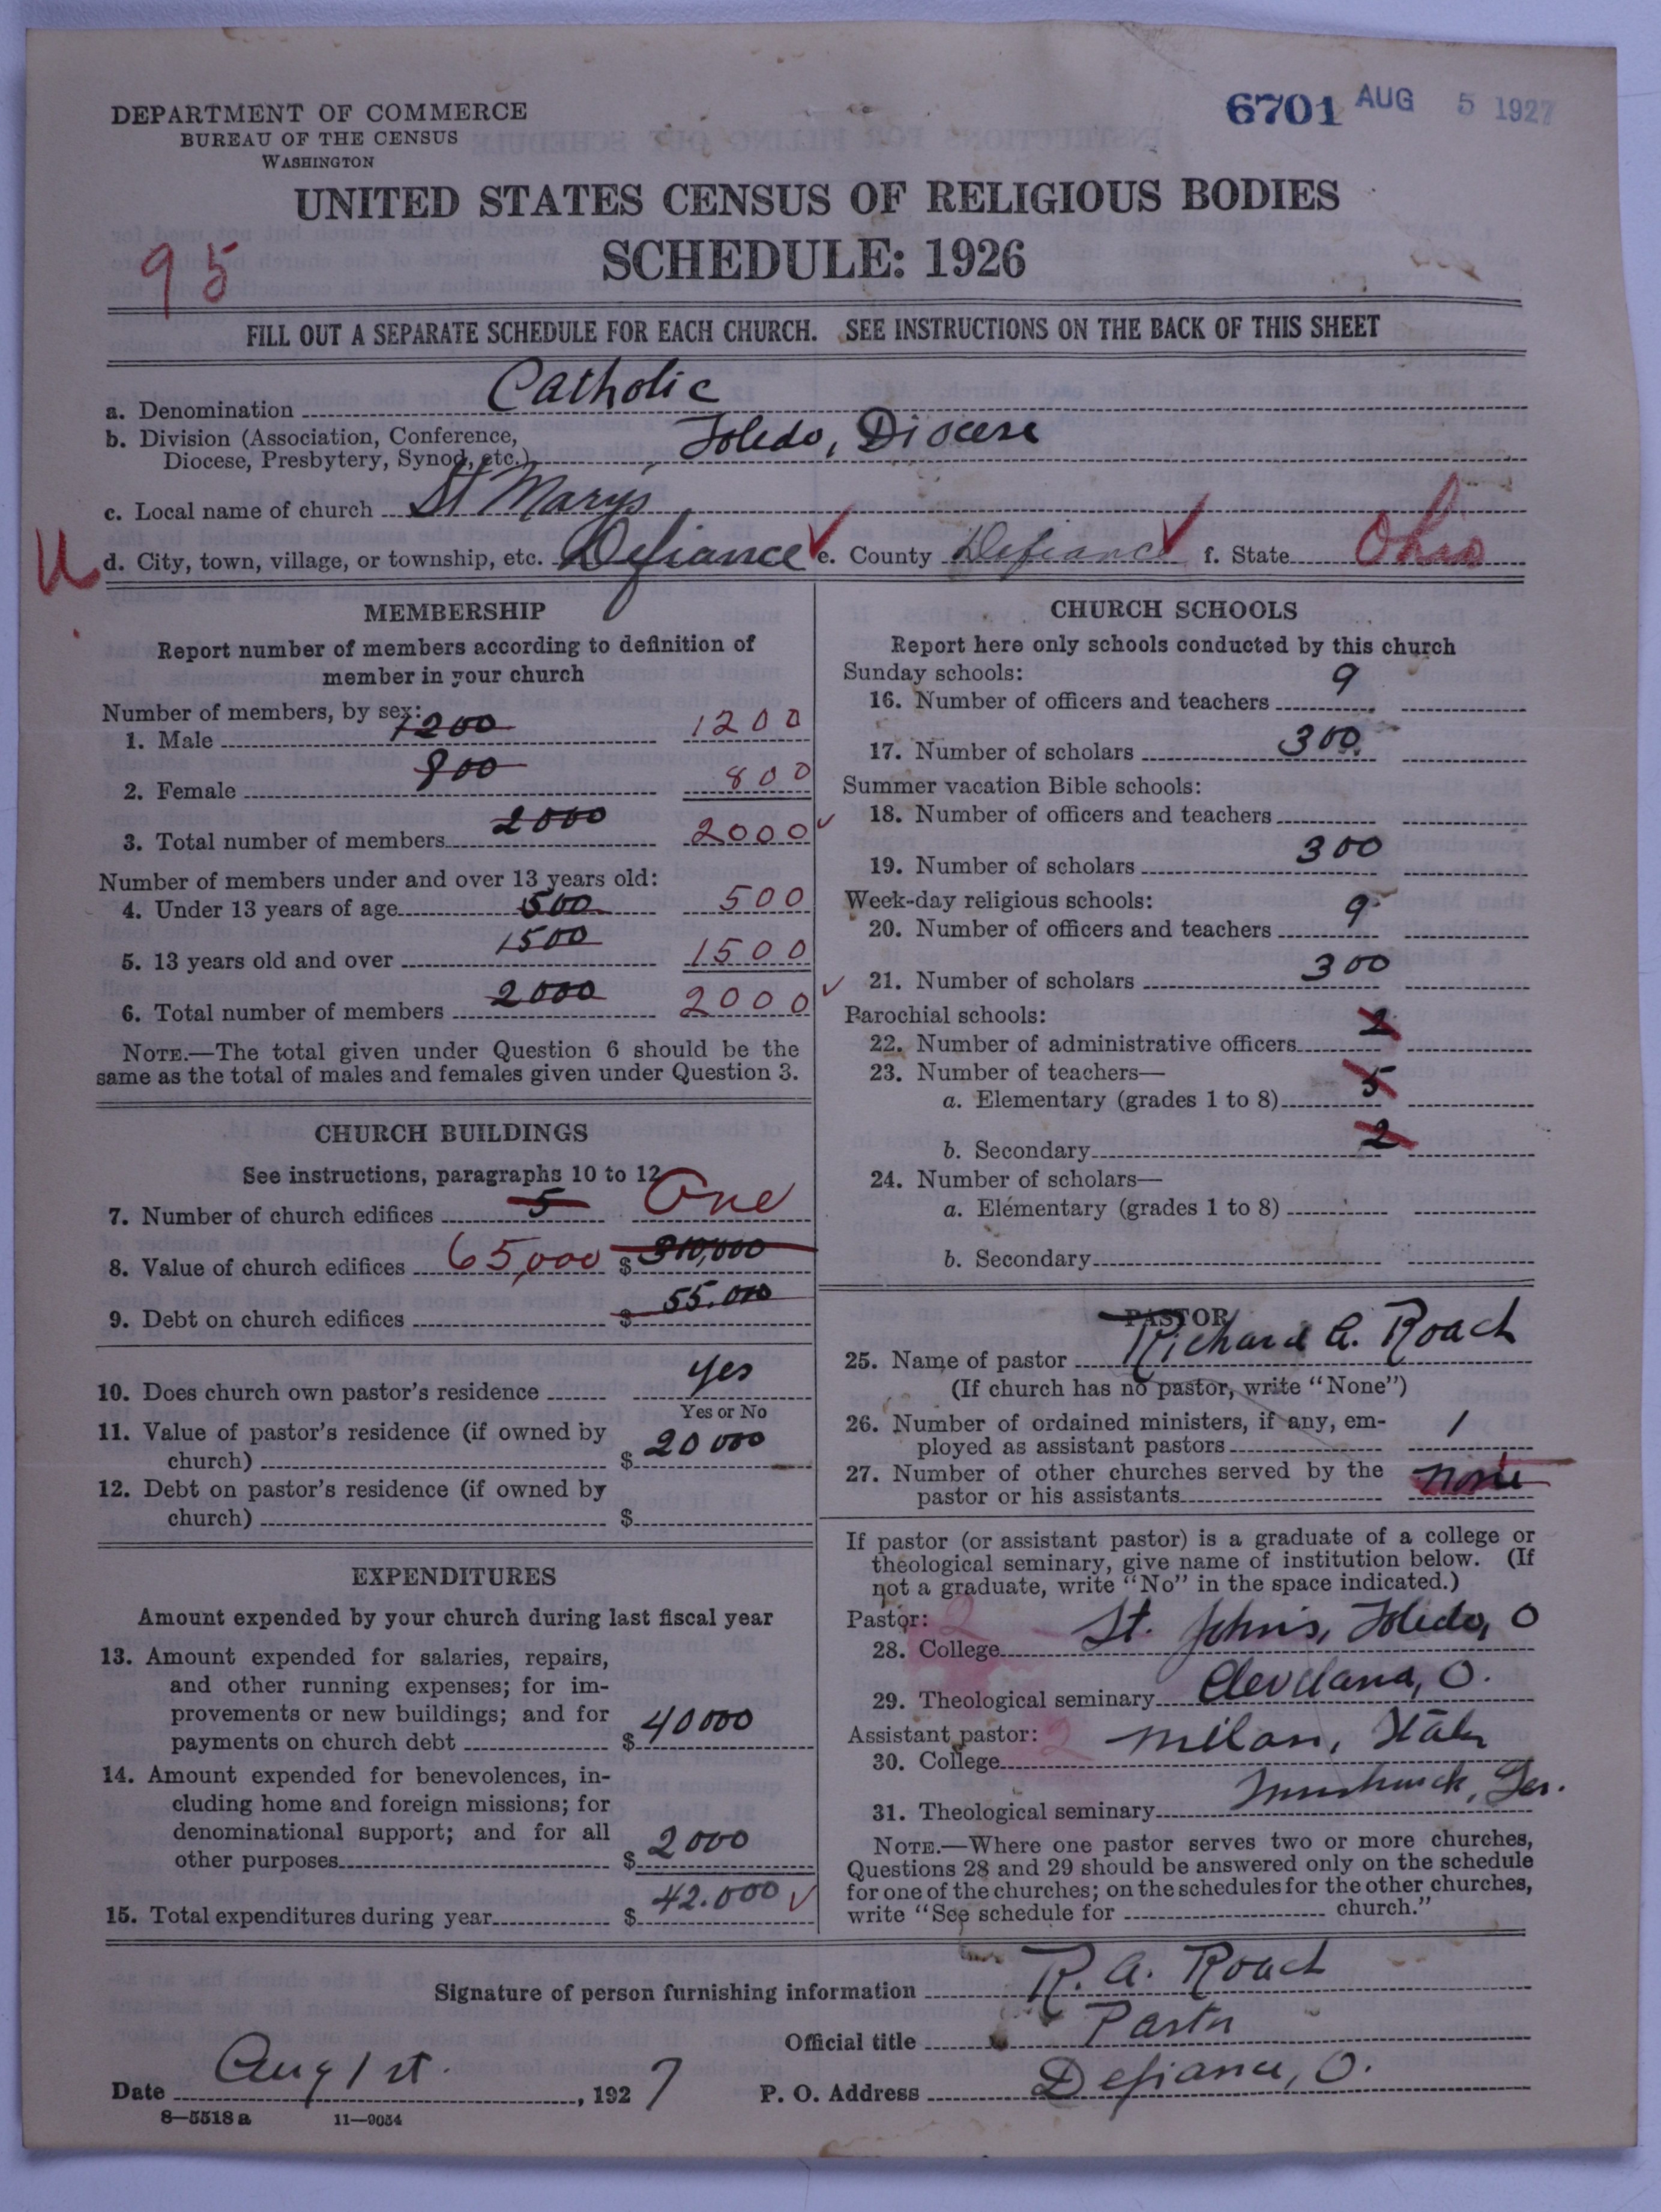 DEPARTMENT OF COMMERCE
BUREAU OF THE CENSUS
WASHINGTON
6701 AUG 5 1927
UNITED STATES CENSUS OF RELIGIOUS BODIES
SCHEDULE: 1926
95
FILL OUT A SEPARATE SCHEDULE FOR EACH CHURCH. SEE INSTRUCTIONS ON THE BACK OF THIS SHEET
a. Denomination Catholic
b. Division (Association, Conference,
Diocese, Presbytery, Synod, etc.) Toledo, Diocese
c. Local name of church St Marys
U d. City, town, village, or township, etc. Defiance e. County Defiance f. State Ohio
MEMBERSHIP
Report number of members according to definition of
member in your church
Number of members, by sex:
1. Male 1200 1200
2. Female 800 800
3. Total number of members 2000 2000
Number of members under and over 13 years old:
4. Under 13 years of age 500 500
5. 13 years old and over 1500 1500
6. Total number of members 2000 2000
NOTE.—The total given under Question 6 should be the
same as the total of males and females given under Question 3.
CHURCH BUILDINGS
See instructions, paragraphs 10 to 12
7. Number of church edifices 5 One
8. Value of church edifices 65,000 $ 310,000
9. Debt on church edifices $ 55.000
10. Does church own pastor's residence yes
Yes or No
11. Value of pastor's residence (if owned by
church) $ 20000
12. Debt on pastor's residence (if owned by
church) $
EXPENDITURES
Amount expended by your church during last fiscal year
13. Amount expended for salaries, repairs,
and other running expenses; for im-
provements or new buildings; and for
payments on church debt $ 40000
14. Amount expended for benevolences, in-
cluding home and foreign missions; for
denominational support; and for all
other purposes $ 2000
15. Total expenditures during year $ 42.000
CHURCH SCHOOLS
Report here only schools conducted by this church
Sunday schools:
16. Number of officers and teachers 9
17. Number of scholars 300
Summer vacation Bible schools:
18. Number of officers and teachers
19. Number of scholars 300
Week-day religious schools:
20. Number of officers and teachers 9
21. Number of scholars 300
Parochial schools:
22. Number of administrative officers 2
23. Number of teachers—
a. Elementary (grades 1 to 8) 5
b. Secondary 2
24. Number of scholars—
a. Elementary (grades 1 to 8)
b. Secondary
PASTOR
25. Name of pastor Richard A. Roach
(If church has no pastor, write "None")
26. Number of ordained ministers, if any, em-
ployed as assistant pastors 1
27. Number of other churches served by the
pastor or his assistants none
If pastor (or assistant pastor) is a graduate of a college or
theological seminary, give name of institution below. (If
not a graduate, write "No" in the space indicated.)
Pastor: 2
28. College St. John's, Toledo, O
29. Theological seminary Cleveland, O.
Assistant pastor: 2
30. College Milan, Italy
31. Theological seminary Ger.
NOTE.—Where one pastor serves two or more churches,
Questions 28 and 29 should be answered only on the schedule
for one of the churches; on the schedules for the other churches,
write "See schedule for church."
Signature of person furnishing information R. A. Roach
Official title Pastor
Date Aug 1st, 1927 P. O. Address Defiance, O.
8—5518a 11—9054